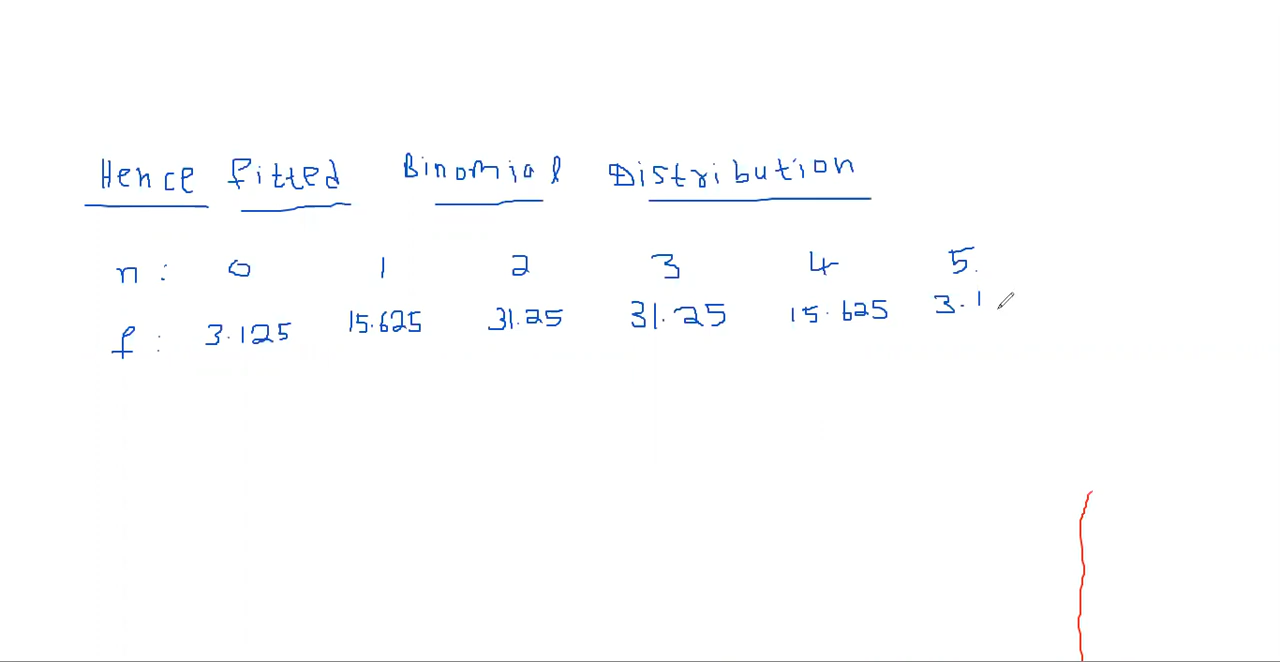 Hence fitted Binomial Distribution
n : 0 1 2 3 4 5.
f : 3.125 15.625 31.25 31.25 15.625 3.1